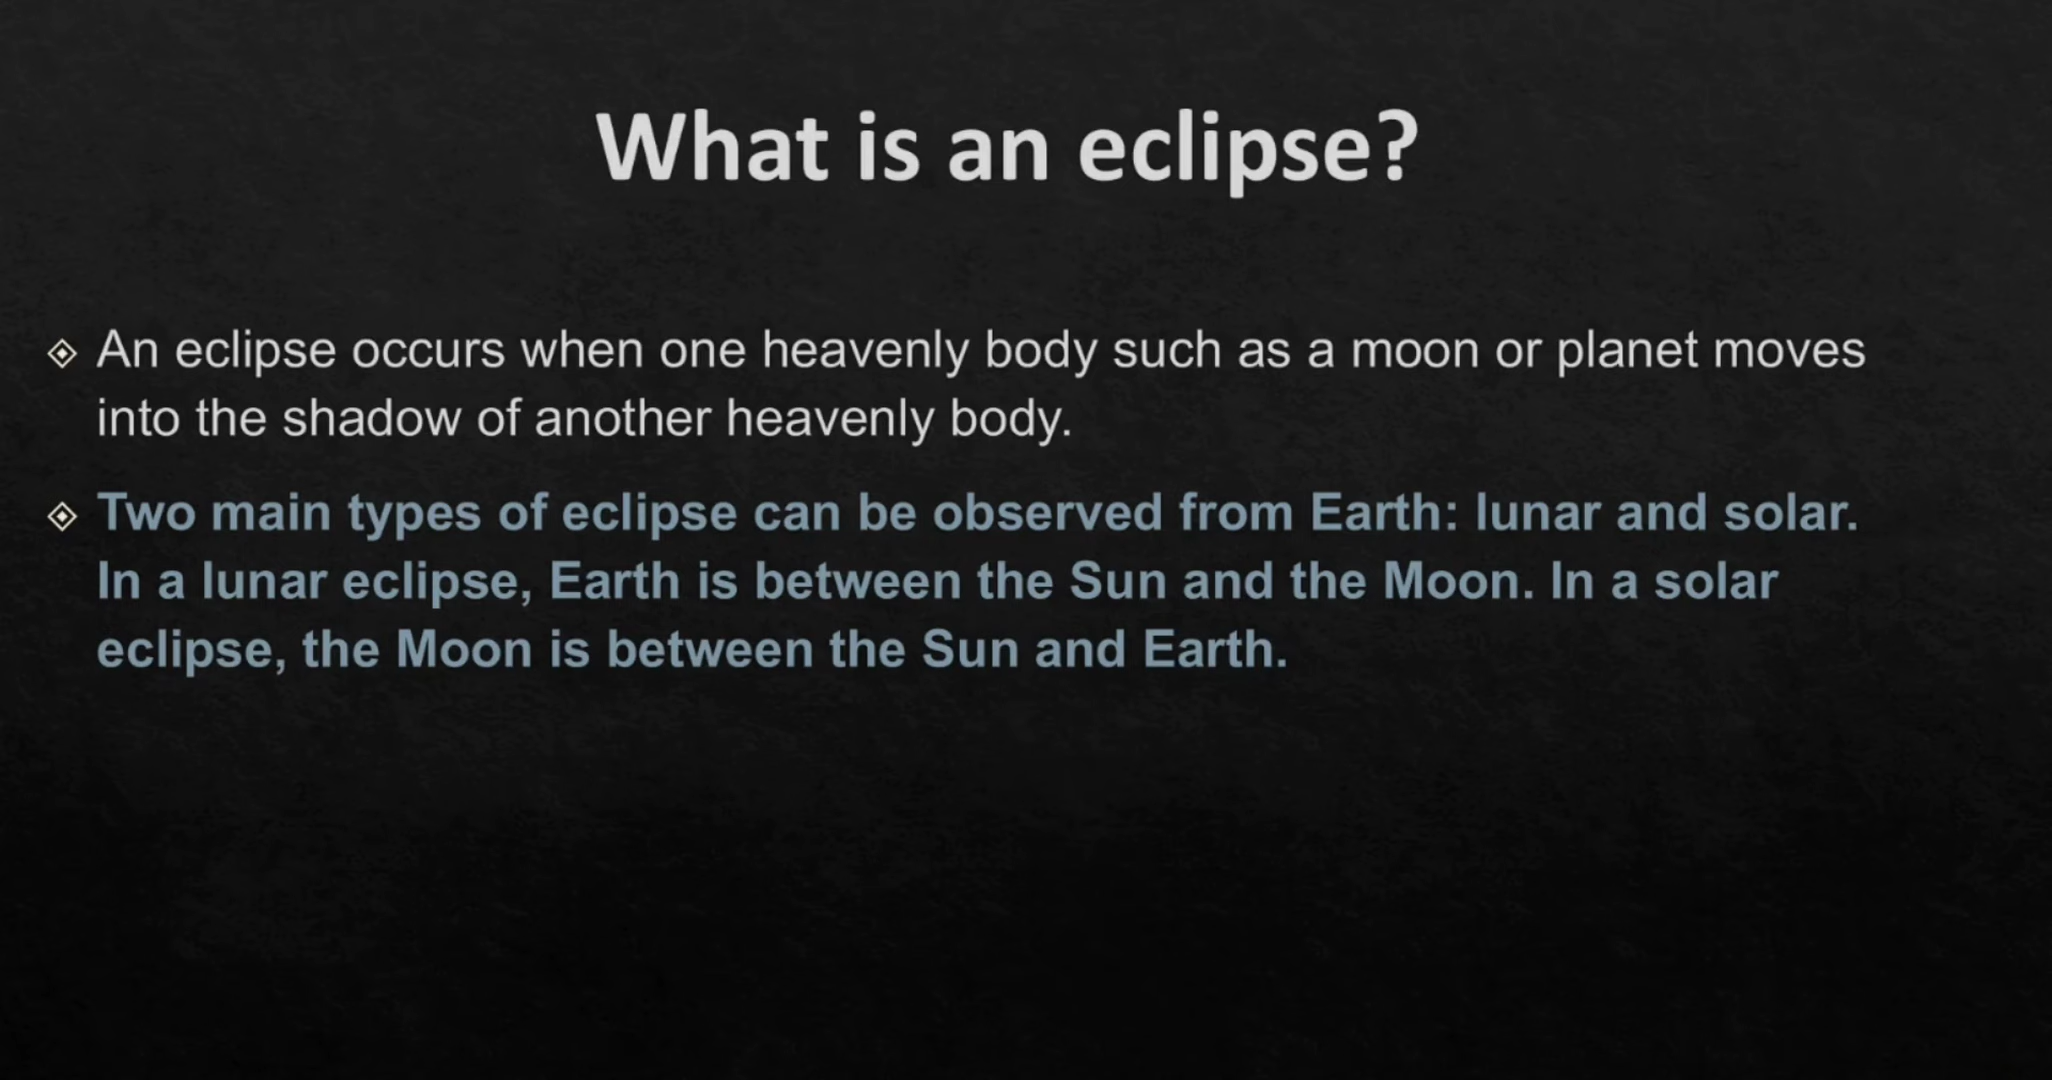 What is an eclipse?
An eclipse occurs when one heavenly body such as a moon or planet moves
into the shadow of another heavenly body.
Two main types of eclipse can be observed from Earth: lunar and solar.
In a lunar eclipse, Earth is between the Sun and the Moon. In a solar
eclipse, the Moon is between the Sun and Earth.